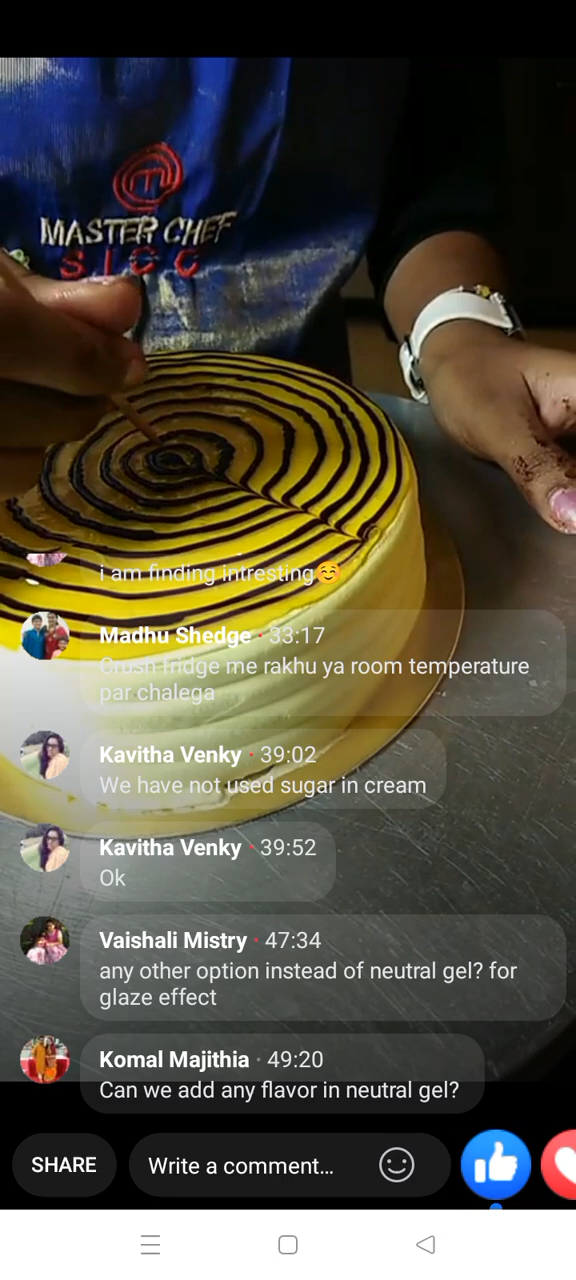 MASTER CHEF
SICC
i am finding intresting☺️
Madhu Shedge · 33:17
Crush fridge me rakhu ya room temperature
par chalega
Kavitha Venky · 39:02
We have not used sugar in cream
Kavitha Venky · 39:52
Ok
Vaishali Mistry · 47:34
any other option instead of neutral gel? for
glaze effect
Komal Majithia · 49:20
Can we add any flavor in neutral gel?
SHARE
Write a comment...